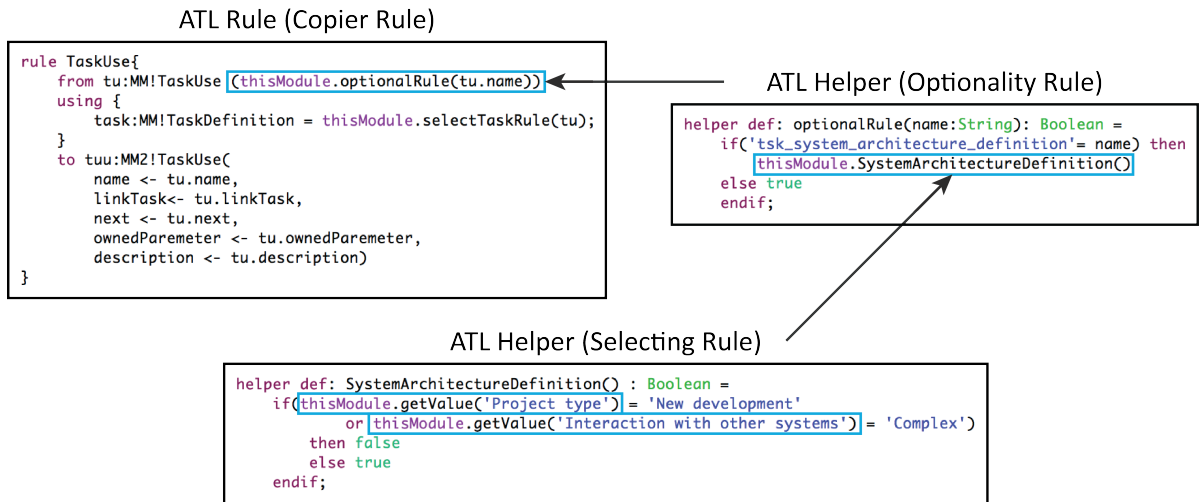 ATL Rule (Copier Rule)
rule TaskUse{
from tu:MM!TaskUse (thisModule.optionalRule(tu.name))
using {
task:MM!TaskDefinition = thisModule.selectTaskRule(tu);
}
to tuu:MM2!TaskUse(
name <- tu.name,
linkTask<- tu.linkTask,
next <- tu.next,
ownedParemeter <- tu.ownedParemeter,
description <- tu.description)
}
ATL Helper (Optionality Rule)
helper def: optionalRule(name:String): Boolean =
if('tsk_system_architecture_definition'= name) then
thisModule.SystemArchitectureDefinition()
else true
endif;
ATL Helper (Selecting Rule)
helper def: SystemArchitectureDefinition() : Boolean =
if(thisModule.getValue('Project type') = 'New development'
or thisModule.getValue('Interaction with other systems') = 'Complex')
then false
else true
endif;